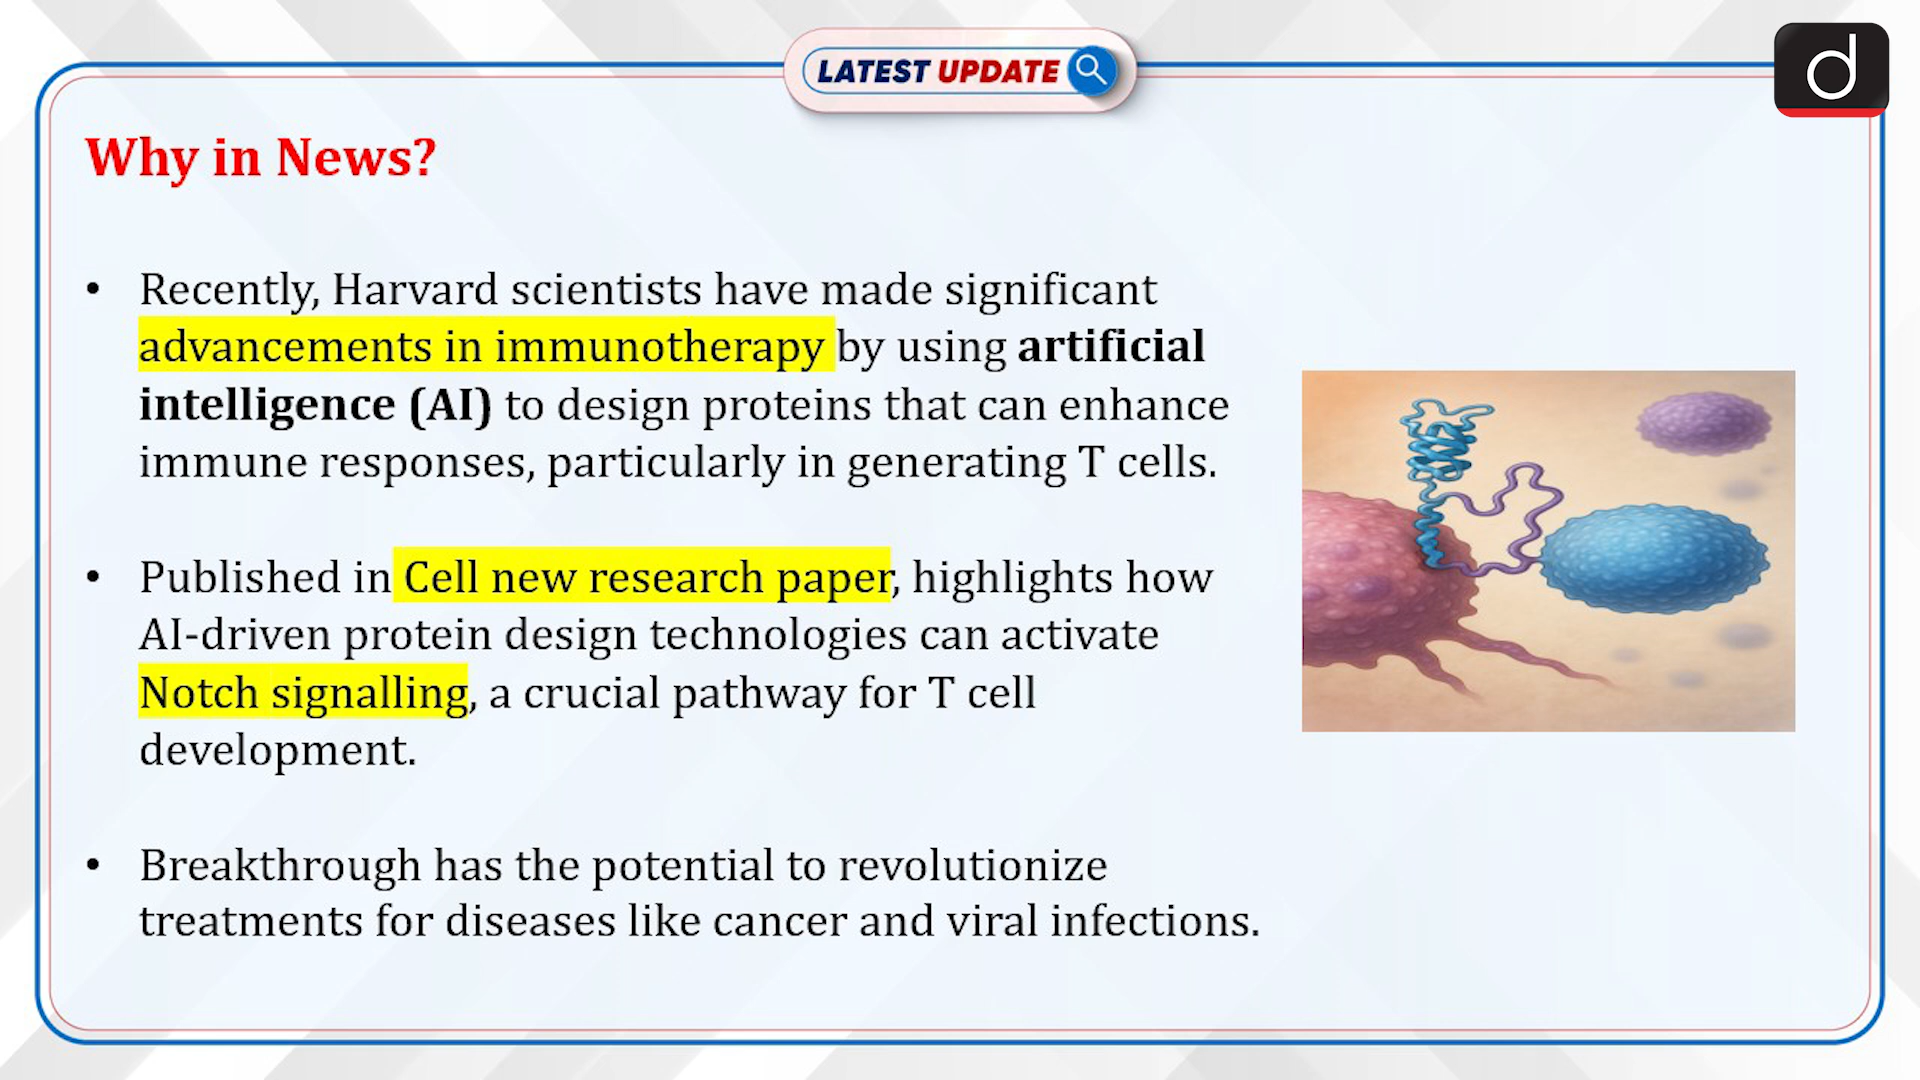 LATEST UPDATE
d
Why in News?
• Recently, Harvard scientists have made significant
advancements in immunotherapy by using artificial
intelligence (AI) to design proteins that can enhance
immune responses, particularly in generating T cells.
• Published in Cell new research paper, highlights how
AI-driven protein design technologies can activate
Notch signalling, a crucial pathway for T cell
development.
• Breakthrough has the potential to revolutionize
treatments for diseases like cancer and viral infections.